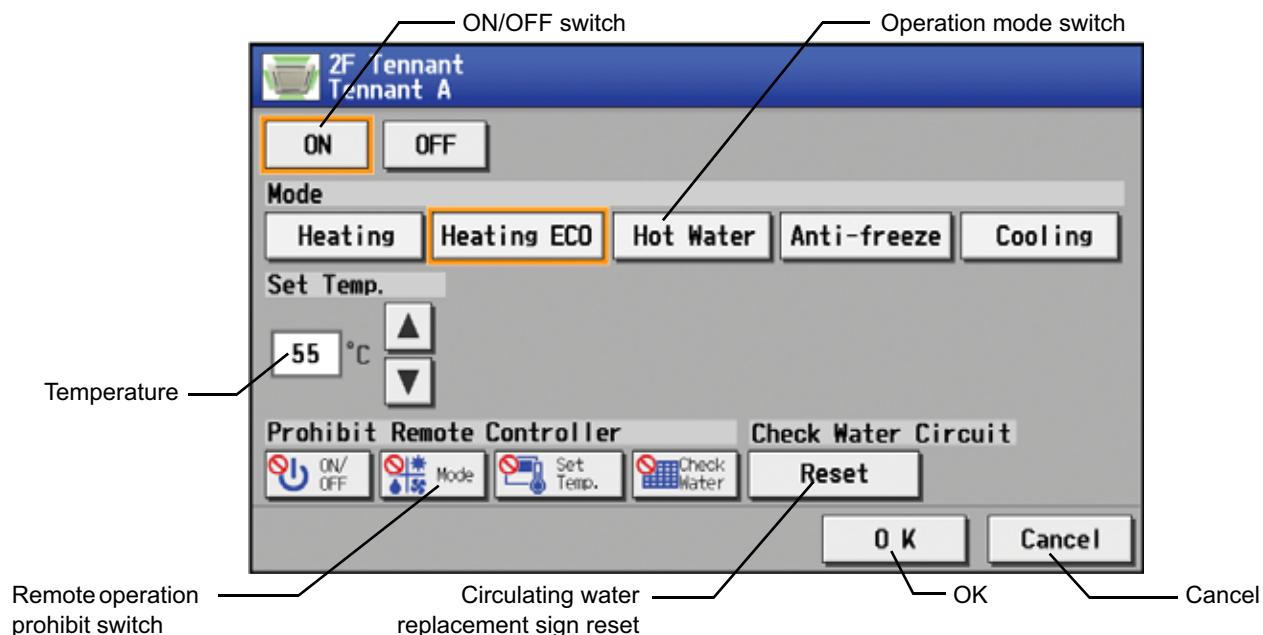 ON/OFF switch
Operation mode switch
2F Tennant
Tennant A
ON OFF
Mode
Heating Heating ECO Hot Water Anti-freeze Cooling
Set Temp.
55 °C
Temperature
Prohibit Remote Controller
Check Water Circuit
ON/
OFF
Mode
Set
Temp.
Check
Water
Reset
O K
Cancel
Remote operation
prohibit switch
Circulating water
replacement sign reset
OK
Cancel